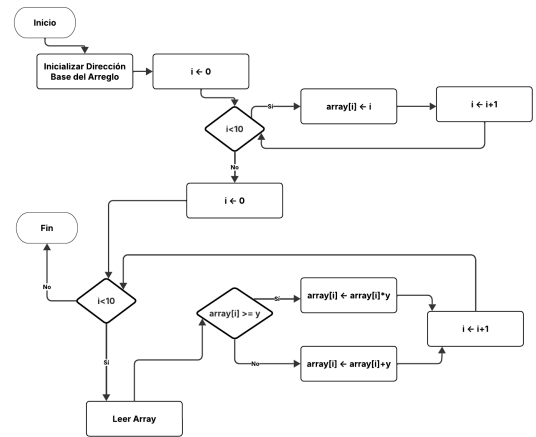 Inicio
Inicializar Dirección
Base del Arreglo
i ← 0
i<10
Si
array[i] ← i
i ← i+1
No
i ← 0
Fin
No
i<10
Si
Leer Array
array[i] >= y
Si
array[i] ← array[i]*y
No
array[i] ← array[i]+y
i ← i+1